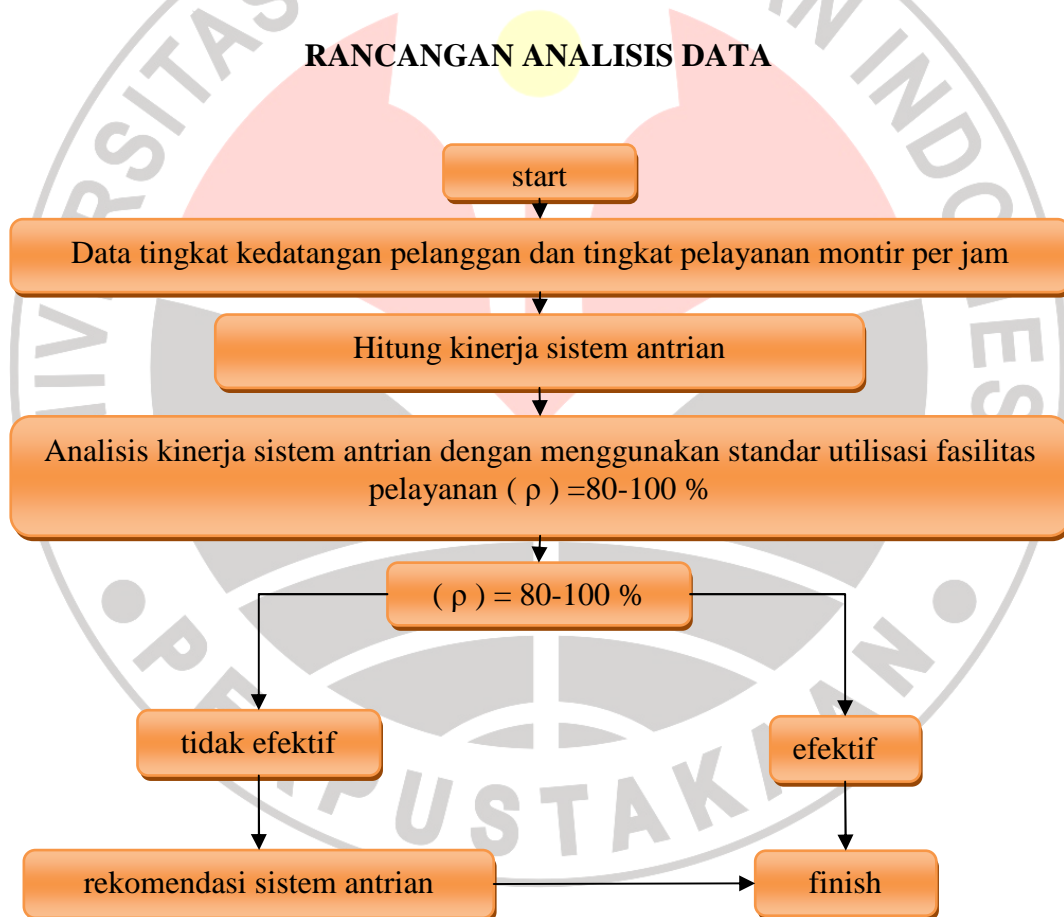 RANCANGAN ANALISIS DATA
start
Data tingkat kedatangan pelanggan dan tingkat pelayanan montir per jam
Hitung kinerja sistem antrian
Analisis kinerja sistem antrian dengan menggunakan standar utilisasi fasilitas
pelayanan ( ρ ) =80-100 %
( ρ ) = 80-100 %
tidak efektif
efektif
rekomendasi sistem antrian
finish
PERPUSTAKAAN